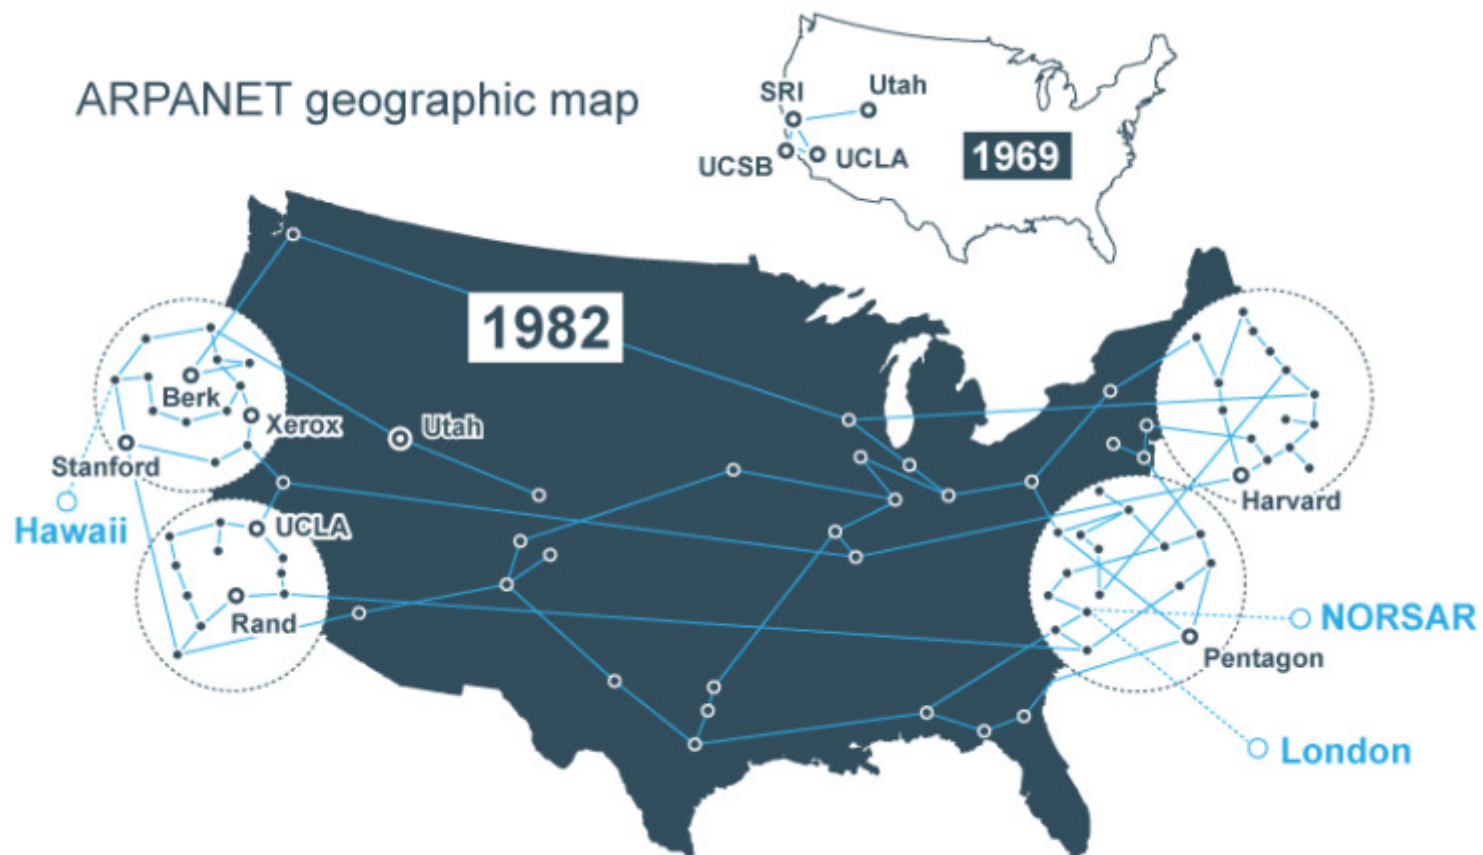 ARPANET geographic map
SRI
Utah
UCSB
UCLA
1969
1982
Berk
Xerox
Utah
Stanford
Hawaii
UCLA
Rand
Harvard
NORSAR
Pentagon
London